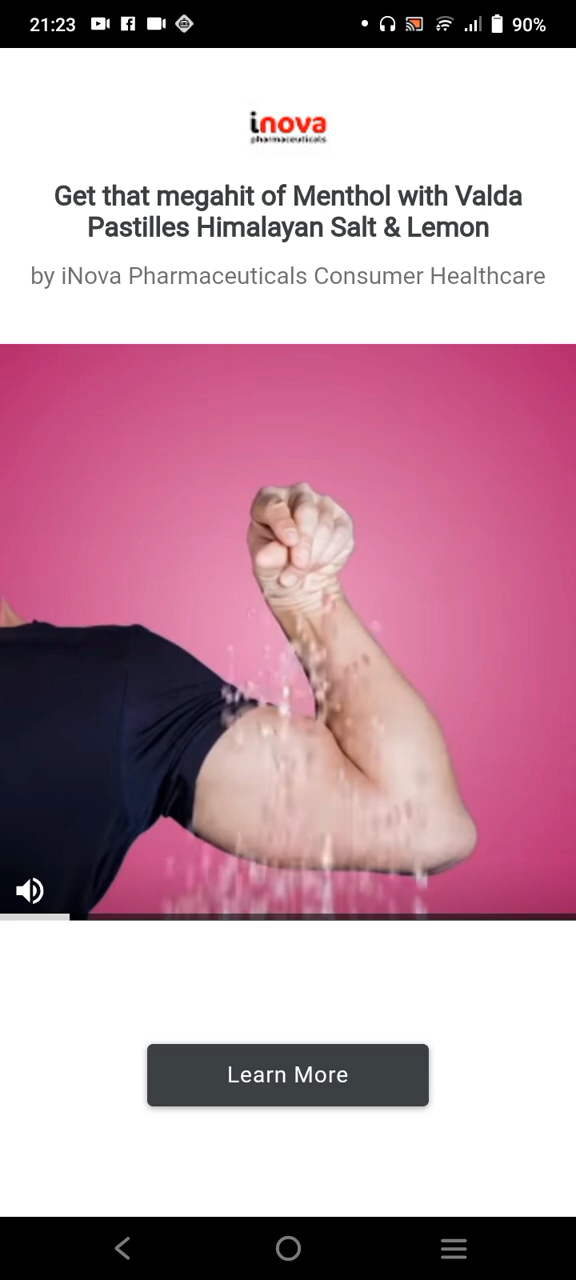 21:23
90%
inova
pharmaceuticals
Get that megahit of Menthol with Valda
Pastilles Himalayan Salt & Lemon
by iNova Pharmaceuticals Consumer Healthcare
Learn More